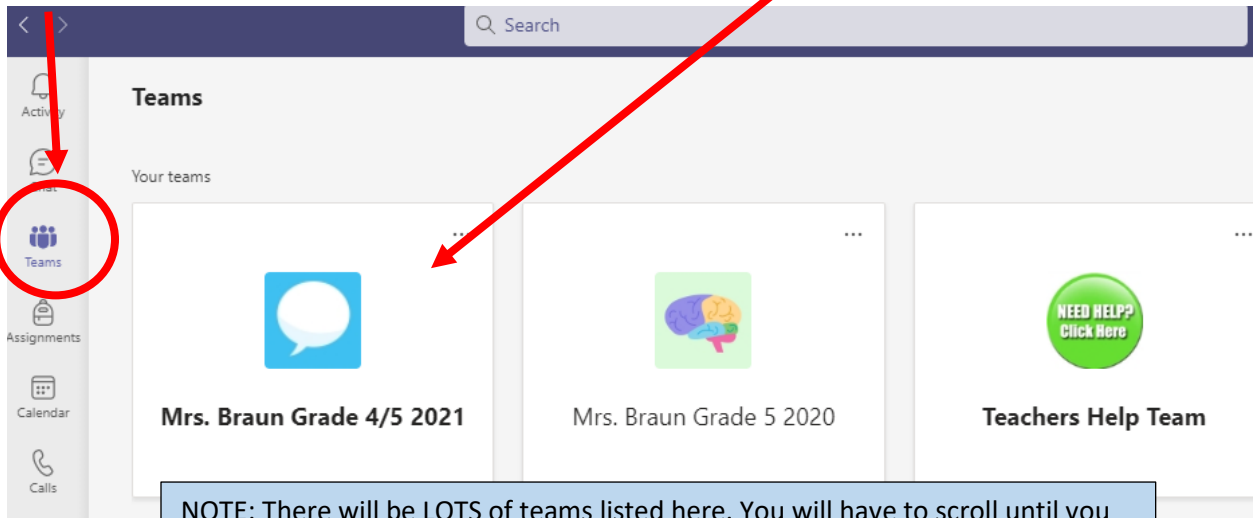 Search
Activity
Teams
Chat
Your teams
Teams
Assignments
NEED HELP?
Click Here
Calendar
Mrs. Braun Grade 4/5 2021
Mrs. Braun Grade 5 2020
Teachers Help Team
Calls
NOTE: There will be LOTS of teams listed here. You will have to scroll until you